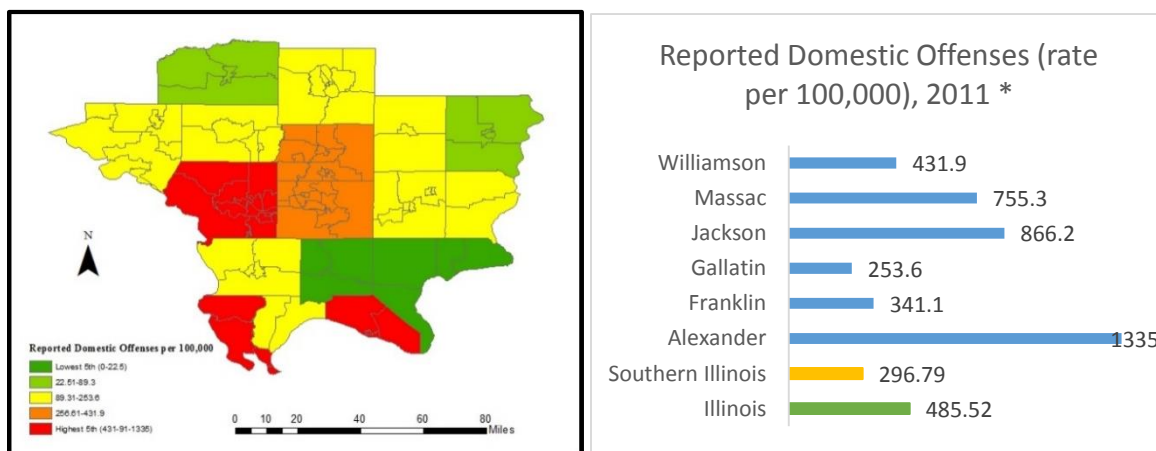 N
Reported Domestic Offenses per 100,000
Lowest 5th (0-22.5)
22.51-89.3
89.31-253.6
256.61-431.9
Highest 5th (431-91-1335)
0 5 10 20 40 60 80
Miles
Reported Domestic Offenses (rate
per 100,000), 2011 *
Williamson 431.9
Massac 755.3
Jackson 866.2
Gallatin 253.6
Franklin 341.1
Alexander 1335
Southern Illinois 296.79
Illinois 485.52